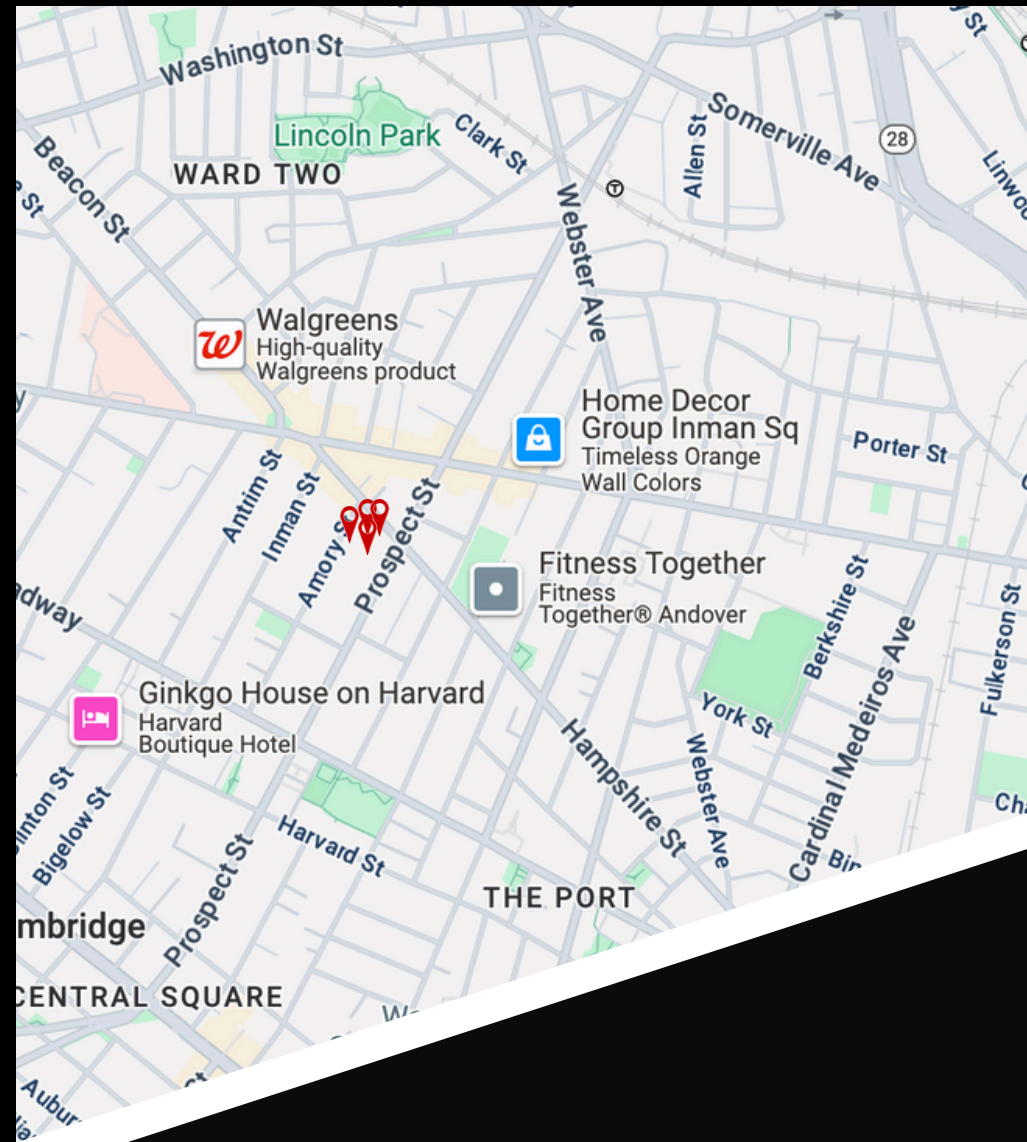 Washington St
Somerville Ave
28
Lincoln Park
Clark St
Allen St
Beacon St
WARD TWO
Webster Ave
Walgreens
High-quality
Walgreens product
Home Decor
Group Inman Sq
Timeless Orange
Wall Colors
Porter St
Antrim St
Inman St
Amory St
Prospect St
Fitness Together
Fitness
Together® Andover
Berkshire St
Fulkerson St
Cardinal Medeiros Ave
adway
Ginkgo House on Harvard
Harvard
Boutique Hotel
York St
Hampshire St
Webster Ave
Bigelow St
Harvard St
Prospect St
THE PORT
mbridge
CENTRAL SQUARE